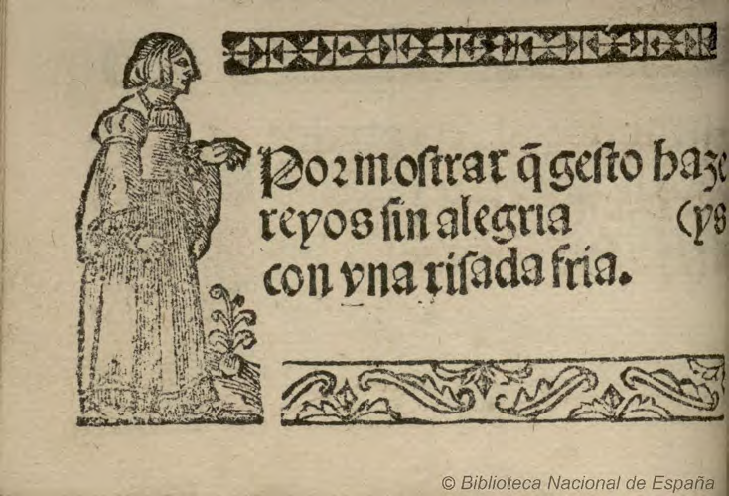 Por mostrar q̃ gesto haze
reyos sin alegria (ys
con vna risada fria.
© Biblioteca Nacional de España